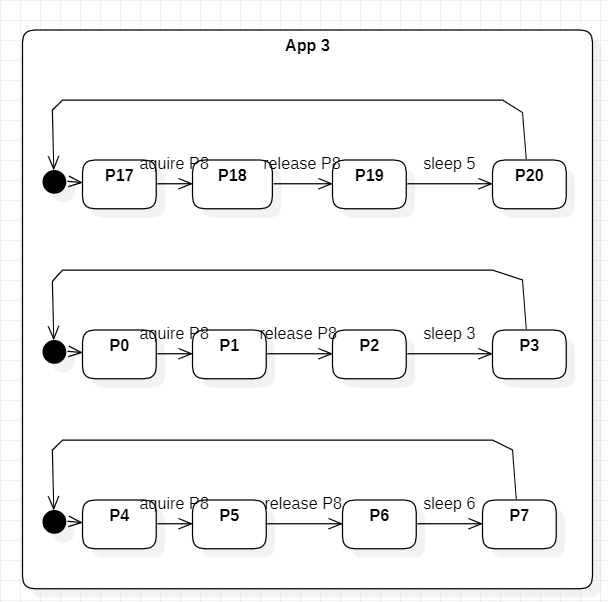 App 3
aquire P8 release P8 sleep 5
P17 P18 P19 P20
aquire P8 release P8 sleep 3
P0 P1 P2 P3
aquire P8 release P8 sleep 6
P4 P5 P6 P7